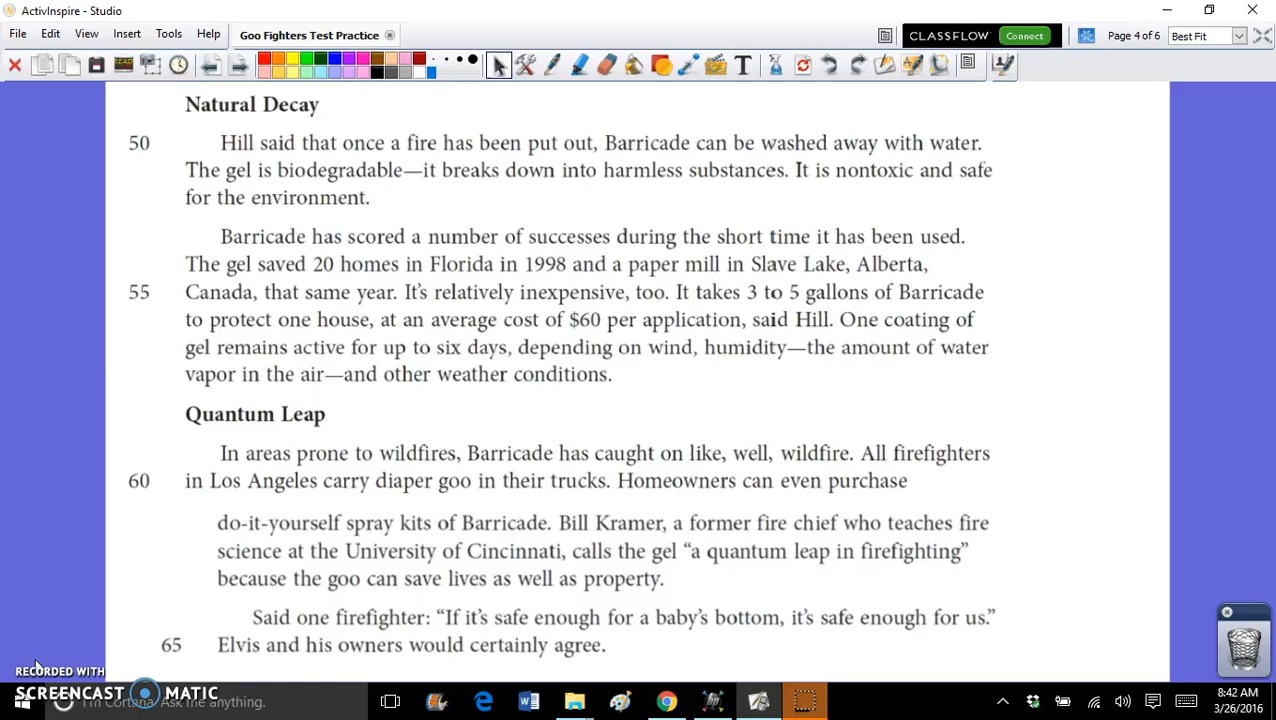 ActivInspire - Studio
File Edit View Insert Tools Help Goo Fighters Test Practice CLASSFLOW Connect Page 4 of 6 Best Fit
Natural Decay
50 Hill said that once a fire has been put out, Barricade can be washed away with water.
The gel is biodegradable—it breaks down into harmless substances. It is nontoxic and safe
for the environment.
Barricade has scored a number of successes during the short time it has been used.
The gel saved 20 homes in Florida in 1998 and a paper mill in Slave Lake, Alberta,
55 Canada, that same year. It's relatively inexpensive, too. It takes 3 to 5 gallons of Barricade
to protect one house, at an average cost of $60 per application, said Hill. One coating of
gel remains active for up to six days, depending on wind, humidity—the amount of water
vapor in the air—and other weather conditions.
Quantum Leap
In areas prone to wildfires, Barricade has caught on like, well, wildfire. All firefighters
60 in Los Angeles carry diaper goo in their trucks. Homeowners can even purchase
do-it-yourself spray kits of Barricade. Bill Kramer, a former fire chief who teaches fire
science at the University of Cincinnati, calls the gel “a quantum leap in firefighting”
because the goo can save lives as well as property.
Said one firefighter: “If it's safe enough for a baby's bottom, it's safe enough for us.”
65 Elvis and his owners would certainly agree.
RECORDED WITH
SCREENCAST MATIC
I'm Cortana. Ask me anything.
8:42 AM
3/26/2016